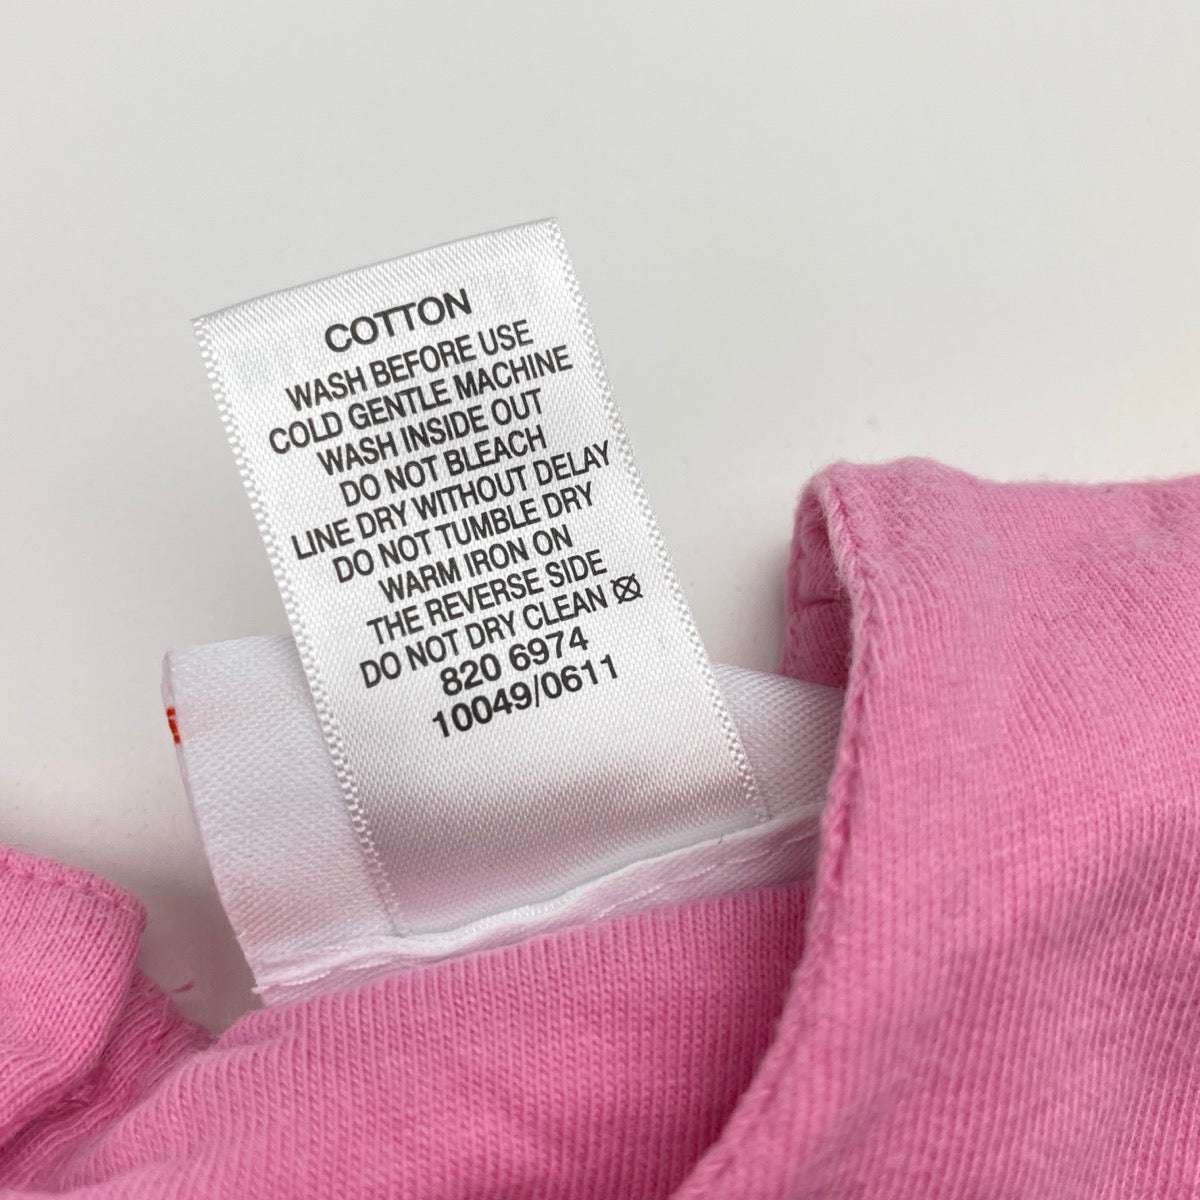 COTTON
WASH BEFORE USE
COLD GENTLE MACHINE
WASH INSIDE OUT
DO NOT BLEACH
LINE DRY WITHOUT DELAY
DO NOT TUMBLE DRY
WARM IRON ON
THE REVERSE SIDE
DO NOT DRY CLEAN
820 6974
10049/0611